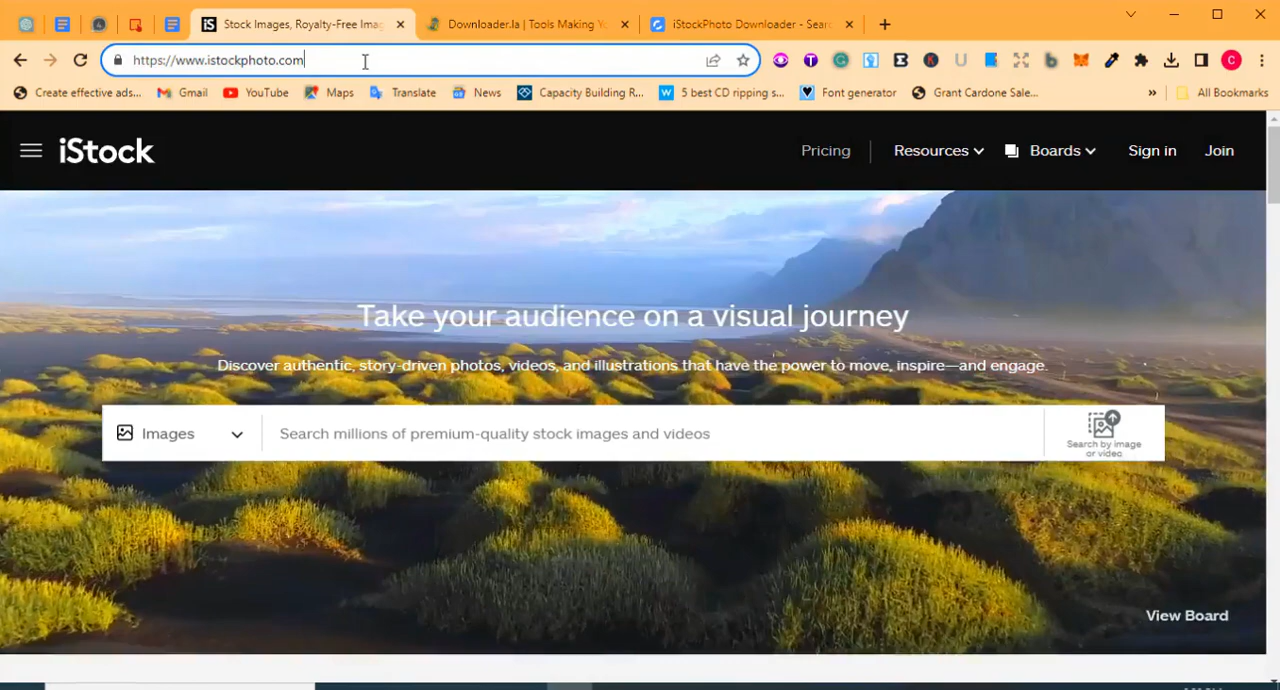 iS Stock Images, Royalty-Free Imag
Downloader.la | Tools Making Yo
iStockPhoto Downloader - Searc
https://www.istockphoto.com
Create effective ads...
Gmail
YouTube
Maps
Translate
News
Capacity Building R...
5 best CD ripping s...
Font generator
Grant Cardone Sale...
»
All Bookmarks
iStock
Pricing
Resources
Boards
Sign in
Join
Take your audience on a visual journey
Discover authentic, story-driven photos, videos, and illustrations that have the power to move, inspire—and engage.
Images
Search millions of premium-quality stock images and videos
Search by image
or video
View Board